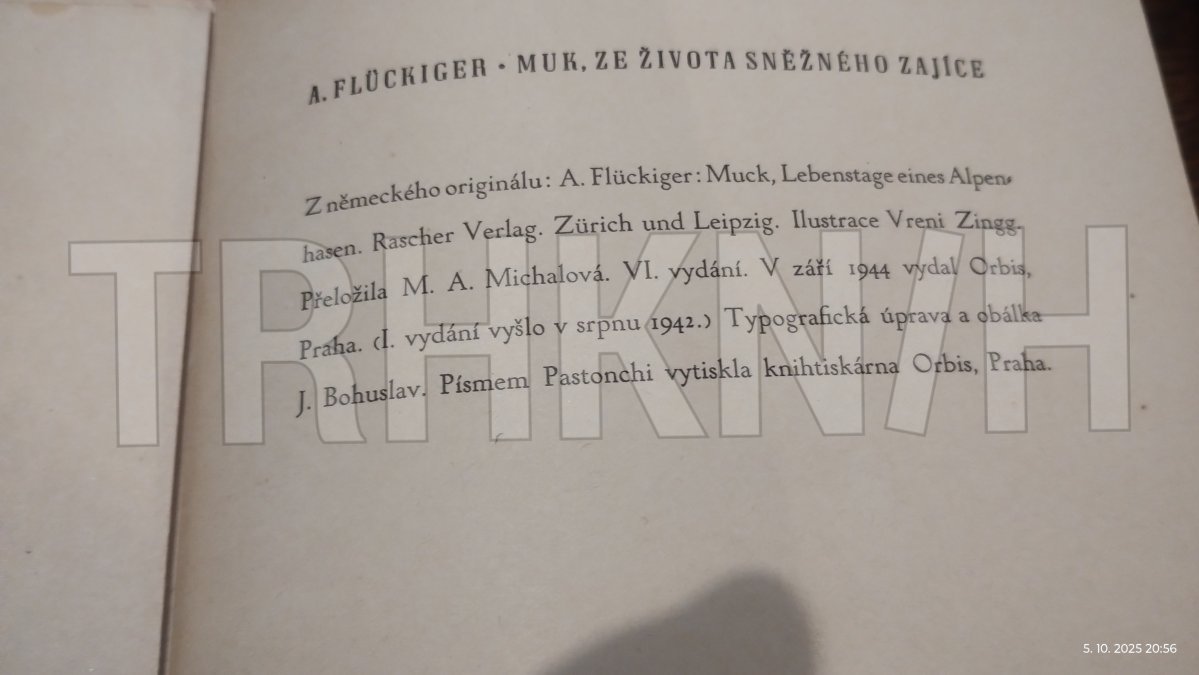 A. FLÜCKIGER · MUK, ZE ŽIVOTA SNĚŽNÉHO ZAJÍCE
Z německého originálu: A. Flückiger: Muck, Lebenstage eines Alpen-
hasen. Rascher Verlag. Zürich und Leipzig. Ilustrace Vreni Zingg.
Přeložila M. A. Michalová. VI. vydání. V září 1944 vydal Orbis,
Praha. (I. vydání vyšlo v srpnu 1942.) Typografická úprava a obálka
J. Bohuslav. Písmem Pastonchi vytiskla knihtiskárna Orbis, Praha.
TRHKNIH
5. 10. 2025 20:56